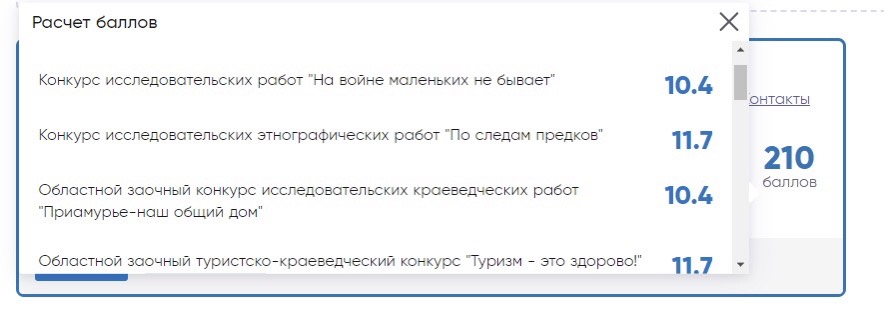 Расчет баллов
Конкурс исследовательских работ "На войне маленьких не бывает"
10.4
Конкурс исследовательских этнографических работ "По следам предков"
11.7
Областной заочный конкурс исследовательских краеведческих работ
"Приамурье-наш общий дом"
10.4
Областной заочный туристско-краеведческий конкурс "Туризм - это здорово!"
11.7
онтакты
210
баллов